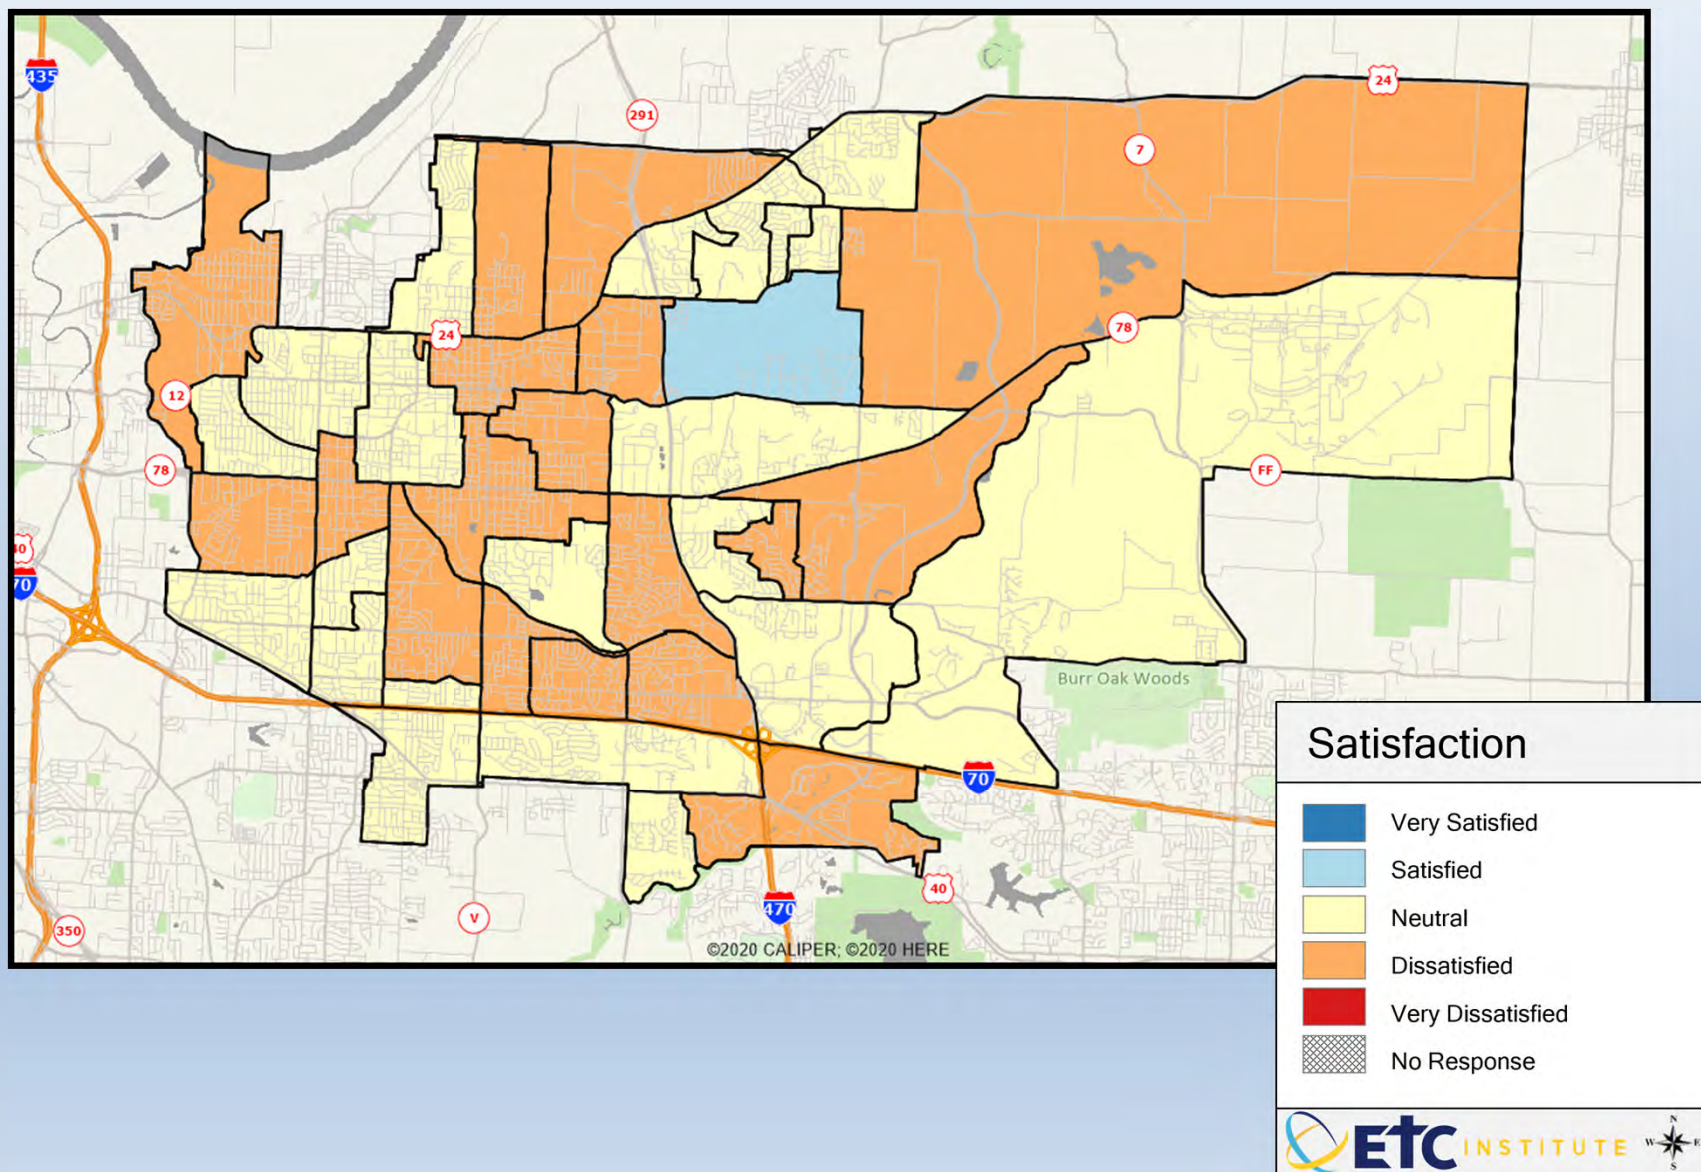 435
24
291
7
24
78
12
78
FF
40
70
Burr Oak Woods
Satisfaction
70
Very Satisfied
Satisfied
40
Neutral
470
V
350
©2020 CALIPER; ©2020 HERE
Dissatisfied
Very Dissatisfied
No Response
N
ETC INSTITUTE W E
S